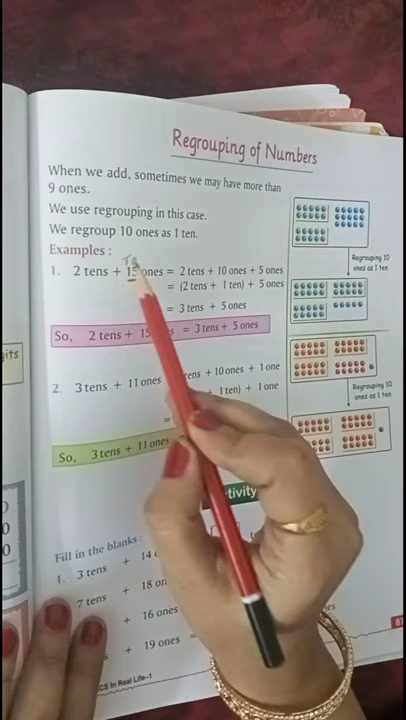 Regrouping of Numbers
When we add, sometimes we may have more than
9 ones.
We use regrouping in this case.
We regroup 10 ones as 1 ten.
Examples :
1. 2 tens + 15 ones = 2 tens + 10 ones + 5 ones
= (2 tens + 1 ten) + 5 ones
= 3 tens + 5 ones
So, 2 tens + 15 = 3 tens + 5 ones
Regrouping 10
ones as 1 ten
2. 3 tens + 11 ones + 10 ones + 1 one
1 ten) + 1 one
=
So, 3 tens + 11 ones
Regrouping 10
ones as 1 ten
Fill in the blanks :
1. 3 tens + 14
7 tens + 18
+ 16 ones
+ 19 ones =
87
In Real Life–1